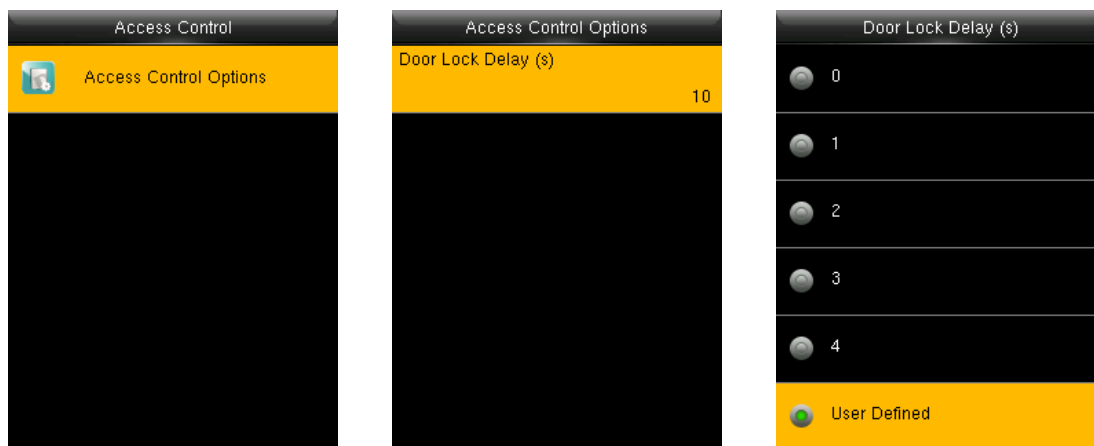 Access Control
Access Control Options
Access Control Options
Door Lock Delay (s)
10
Door Lock Delay (s)
0
1
2
3
4
User Defined